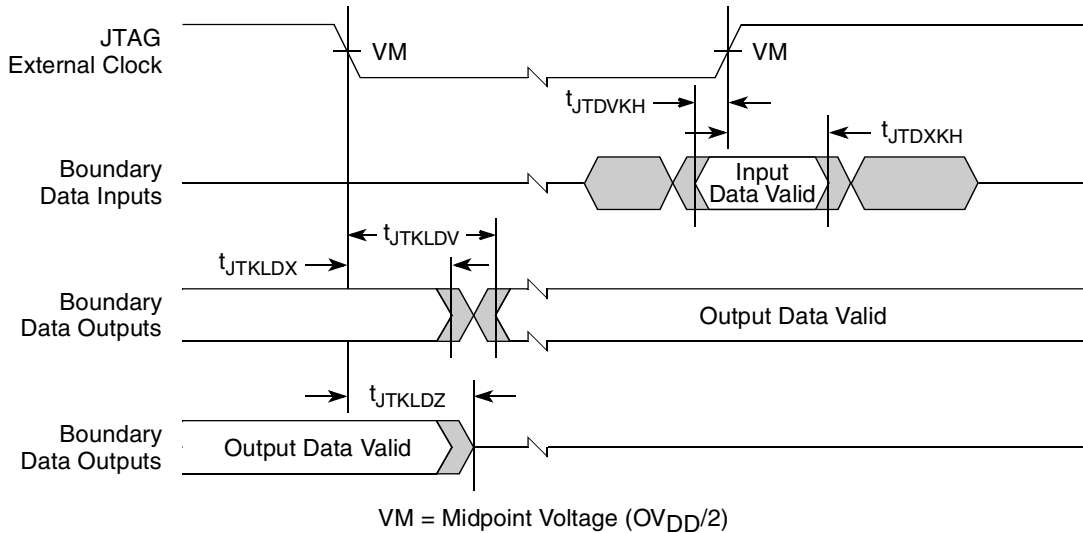 JTAG
External Clock
VM
VM
tJTDVKH
tJTDXKH
Boundary
Data Inputs
Input
Data Valid
tJTKLDV
tJTKLDX
Boundary
Data Outputs
Output Data Valid
tJTKLDZ
Boundary
Data Outputs
Output Data Valid
VM = Midpoint Voltage (OVDD/2)